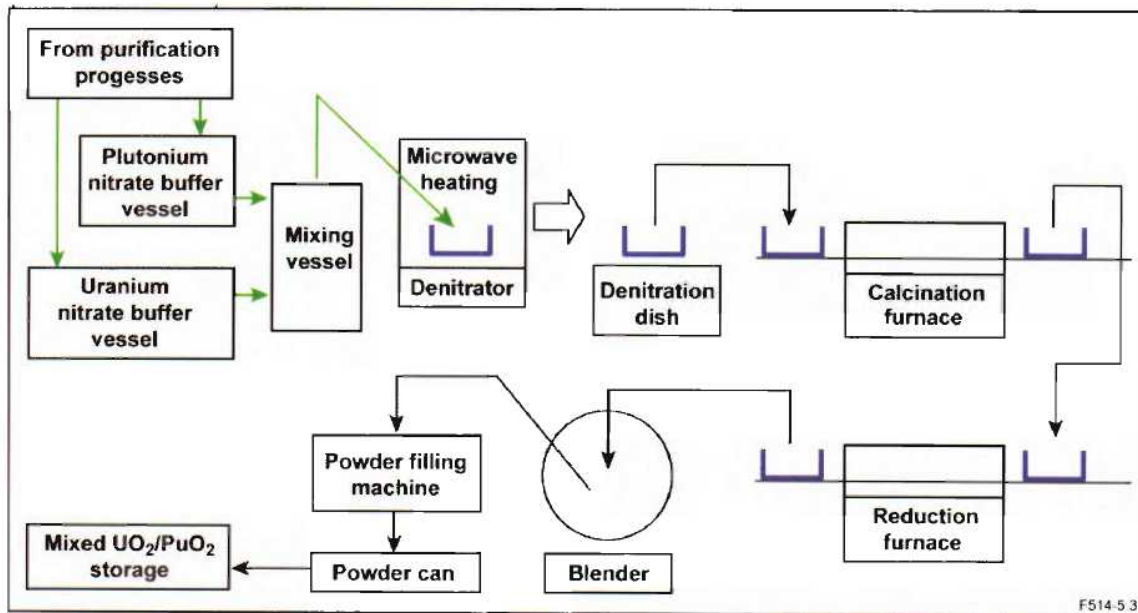 From purification
progesses
Plutonium
nitrate buffer
vessel
Uranium
nitrate buffer
vessel
Mixing
vessel
Microwave
heating
Denitrator
Denitration
dish
Calcination
furnace
Powder filling
machine
Mixed UO₂/PuO₂
storage
Powder can
Blender
Reduction
furnace
F514-5 3